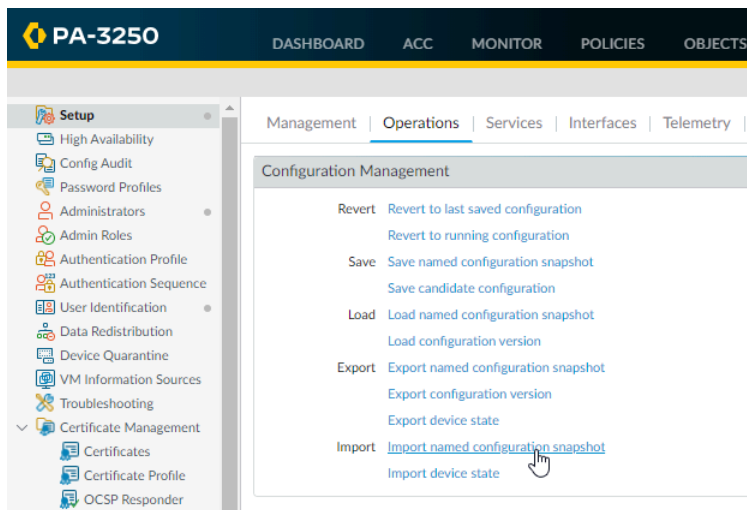 PA-3250
DASHBOARD ACC MONITOR POLICIES OBJECTS
Setup
High Availability
Config Audit
Password Profiles
Administrators
Admin Roles
Authentication Profile
Authentication Sequence
User Identification
Data Redistribution
Device Quarantine
VM Information Sources
Troubleshooting
Certificate Management
Certificates
Certificate Profile
OCSP Responder
Management | Operations | Services | Interfaces | Telemetry |
Configuration Management
Revert Revert to last saved configuration
Revert to running configuration
Save Save named configuration snapshot
Save candidate configuration
Load Load named configuration snapshot
Load configuration version
Export Export named configuration snapshot
Export configuration version
Export device state
Import Import named configuration snapshot
Import device state